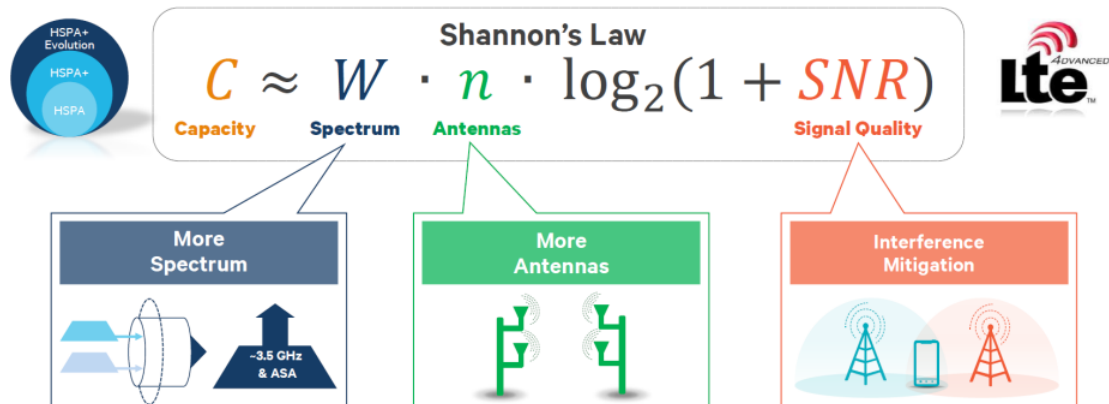 HSPA+
Evolution
HSPA+
HSPA
Shannon's Law
C ≈ W · n · log₂(1 + SNR)
Capacity
Spectrum
Antennas
Signal Quality
4DVANCED
Lte™
More
Spectrum
~3.5 GHz
& ASA
More
Antennas
Interference
Mitigation